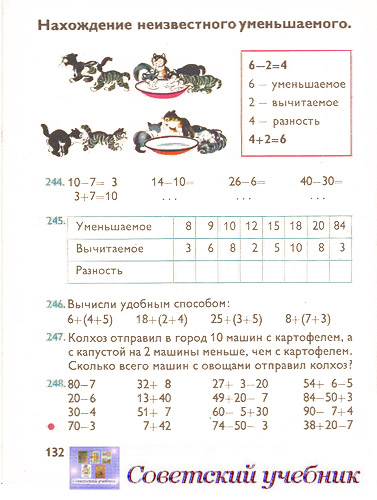 Нахождение неизвестного уменьшаемого.
6−2=4
6 − уменьшаемое
2 − вычитаемое
4 − разность
4+2=6
244. 10−7= 3 14−10= 26−6= 40−30=
3+7=10 ... ... ...
245.
Уменьшаемое 8 9 10 12 15 18 20 84
Вычитаемое 3 6 8 2 5 10 8 3
Разность
246. Вычисли удобным способом:
6+(4+5) 18+(2+4) 25+(3+5) 8+(7+3)
247. Колхоз отправил в город 10 машин с картофелем, а
с капустой на 2 машины меньше, чем с картофелем.
Сколько всего машин с овощами отправил колхоз?
248. 80−7 32+ 8 27+ 3−20 54+ 6−5
20−6 13+40 49+20− 7 84−50+3
30−4 51+ 7 60− 5+30 90− 7+4
70−3 7+42 74−50− 3 38+20−7
132
Советский учебник